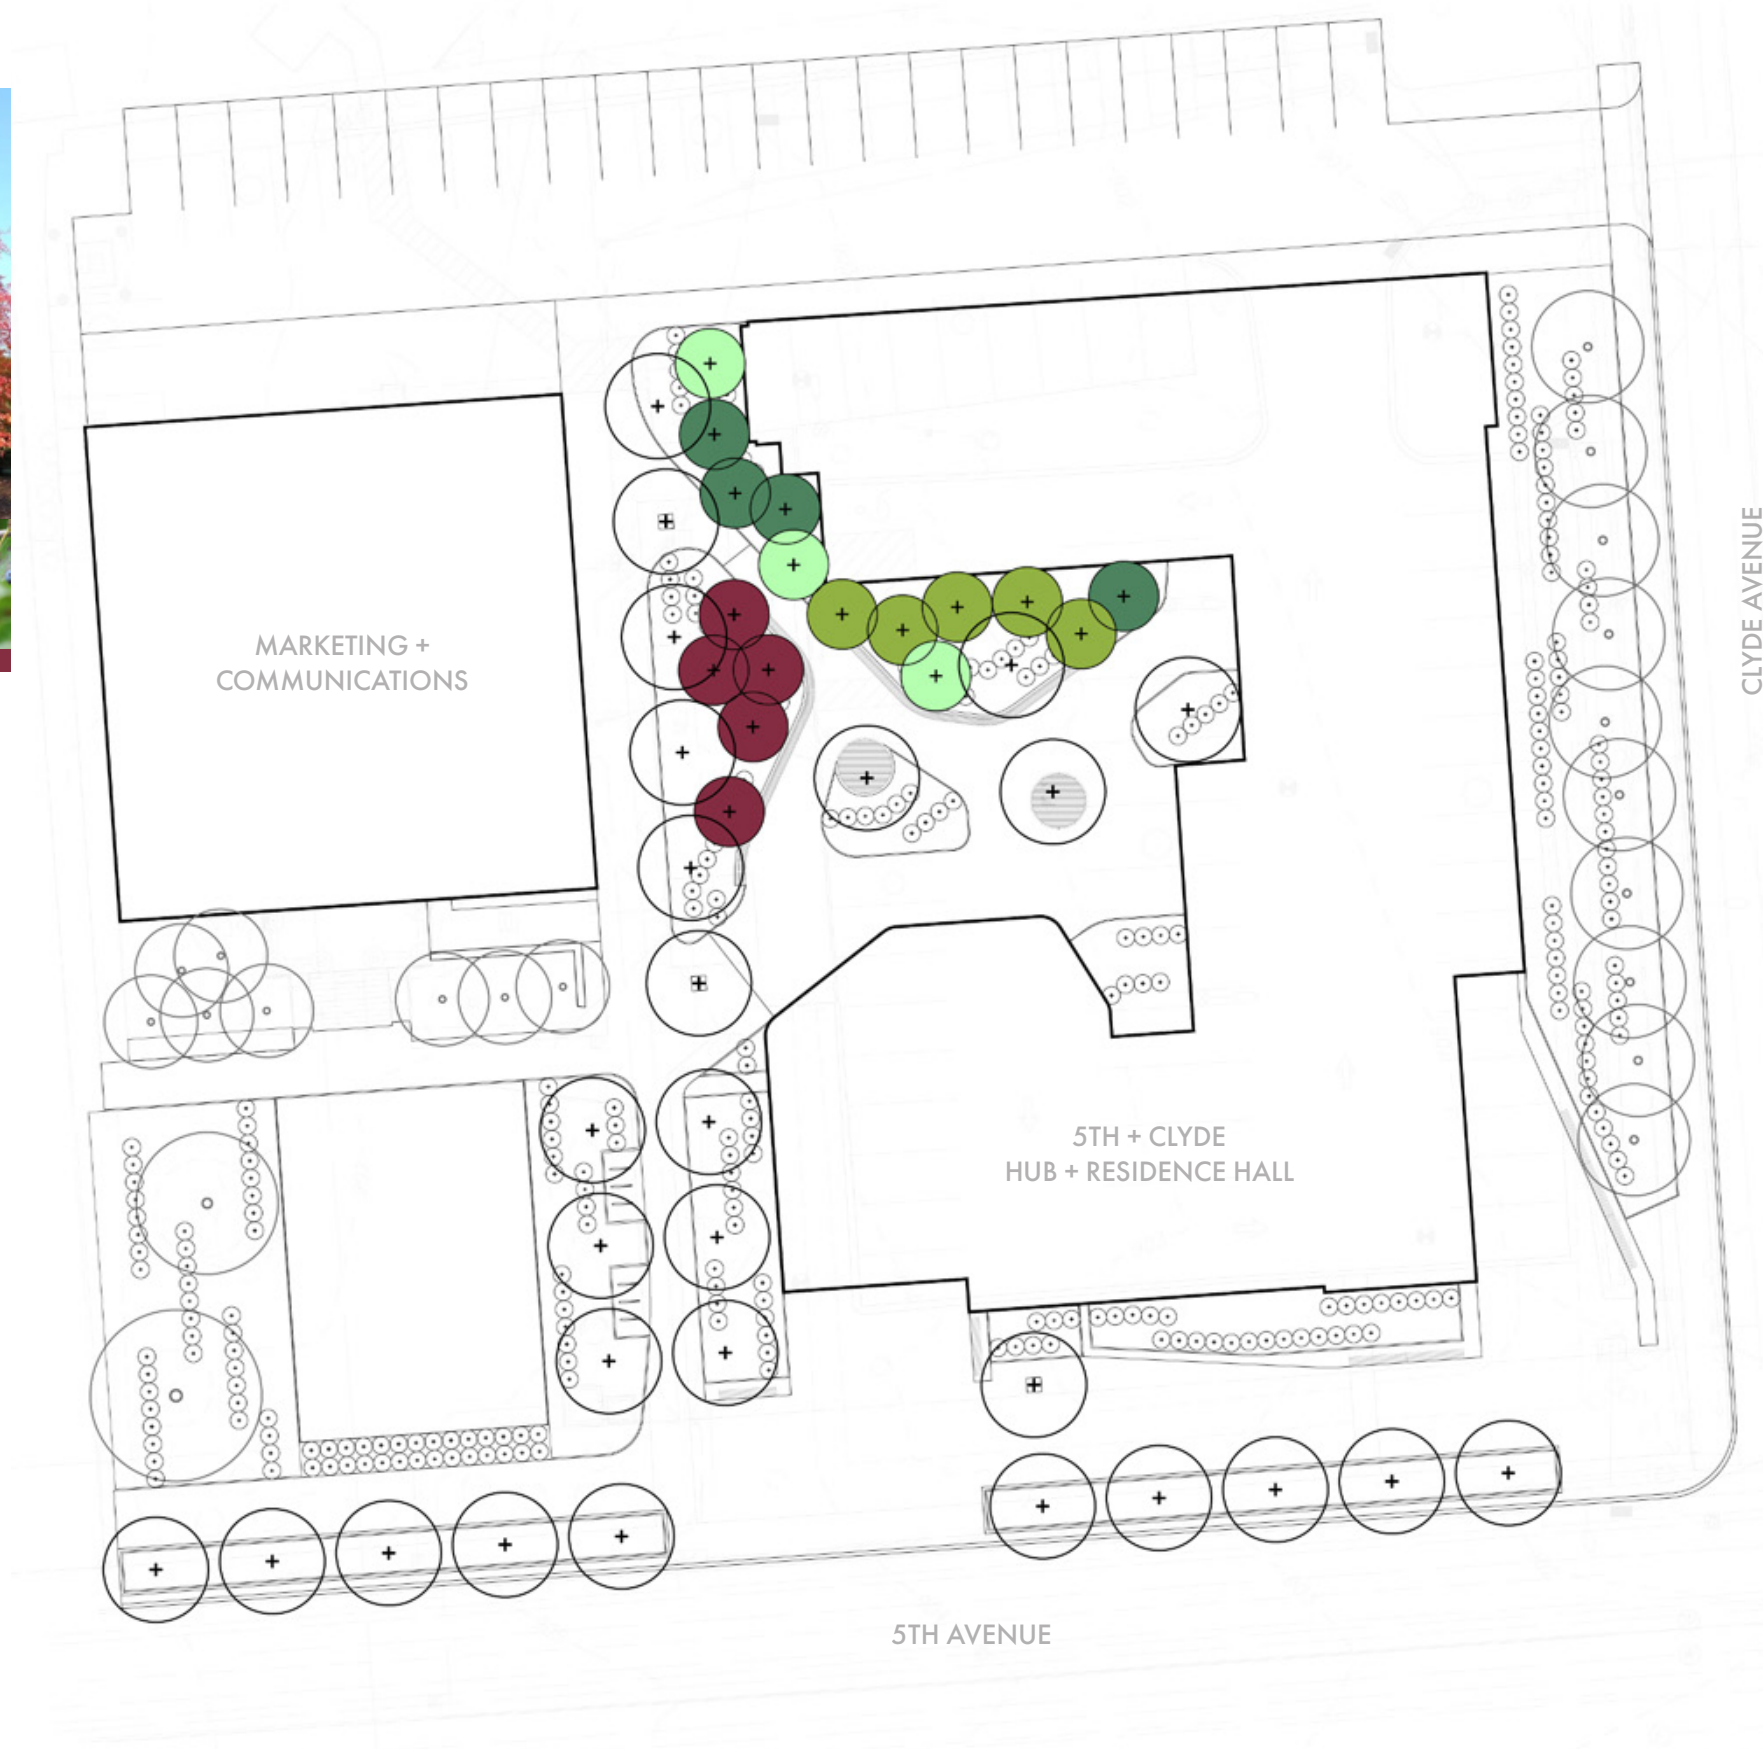 MARKETING +
COMMUNICATIONS
CLYDE AVENUE
5TH + CLYDE
HUB + RESIDENCE HALL
5TH AVENUE